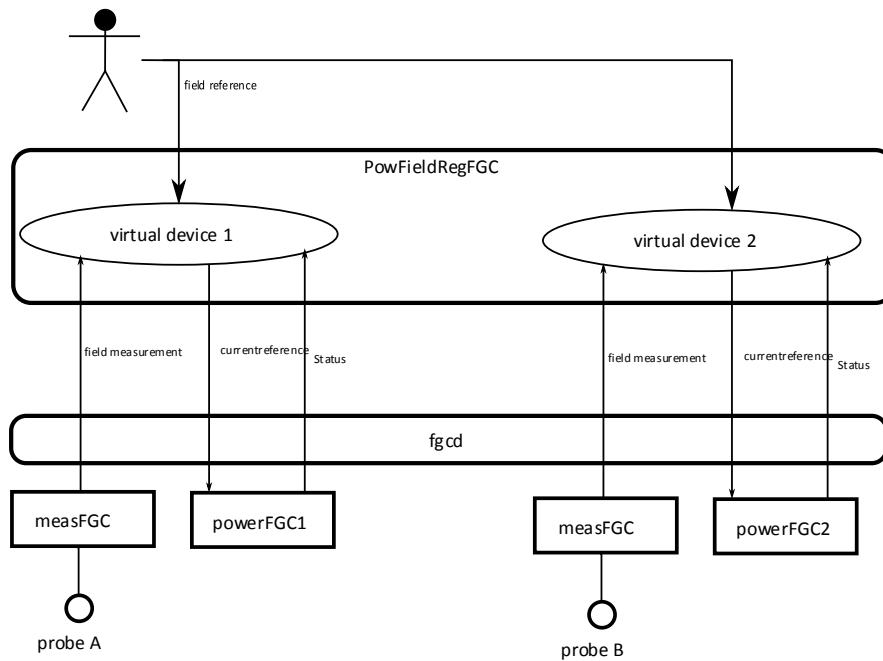 field reference
PowFieldRegFGC
virtual device 1
virtual device 2
field measurement
currentreference
Status
field measurement
currentreference
Status
fgcd
measFGC
powerFGC1
measFGC
powerFGC2
probe A
probe B